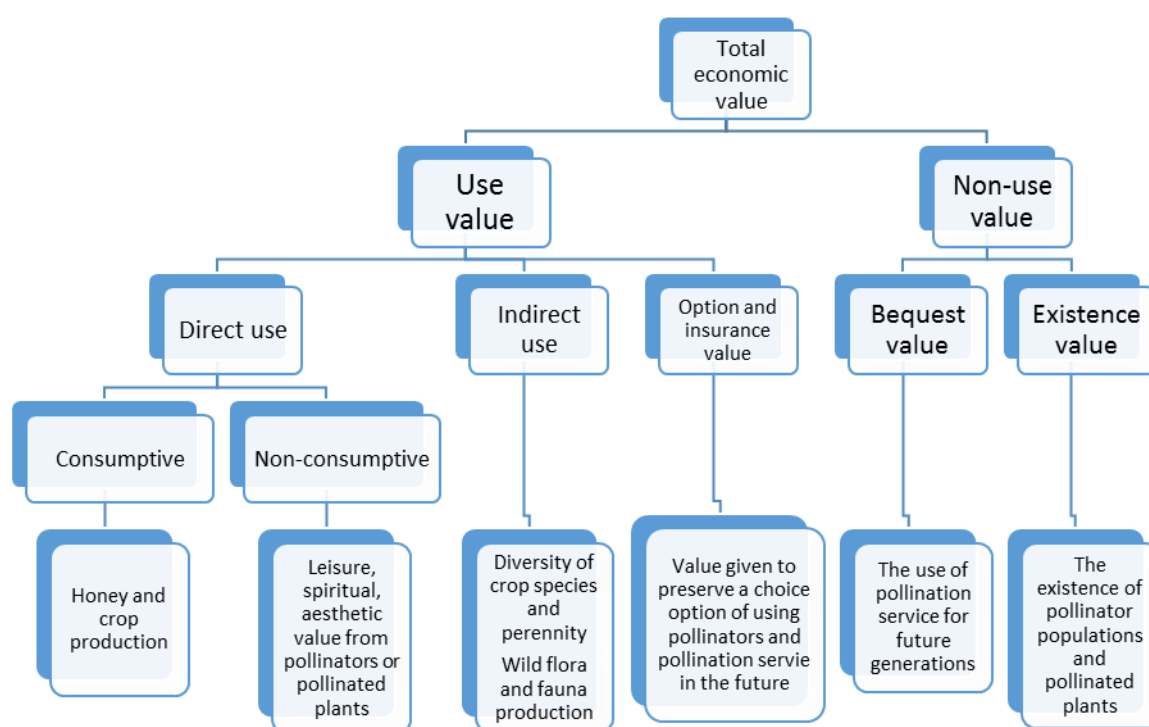 Total
economic
value
Use
value
Non-use
value
Direct use
Indirect
use
Option and
insurance
value
Bequest
value
Existence
value
Consumptive
Non-consumptive
Honey and
crop
production
Leisure,
spiritual,
aesthetic
value from
pollinators or
pollinated
plants
Diversity of
crop species
and
perennity
Wild flora
and fauna
production
Value given to
preserve a choice
option of using
pollinators and
pollination servie
in the future
The use of
pollination
service for
future
generations
The
existence of
pollinator
populations
and
pollinated
plants